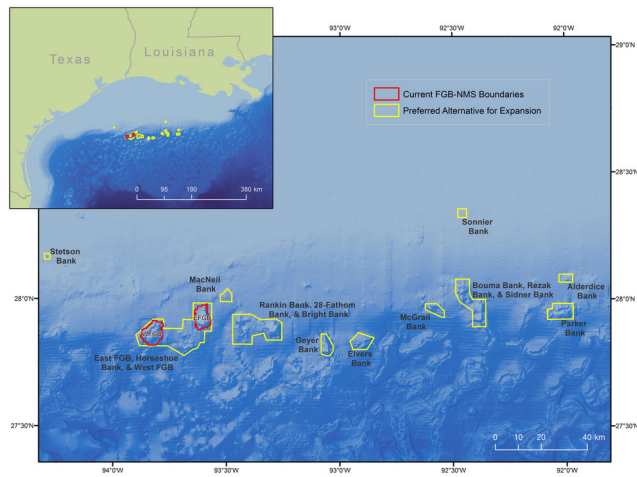 Texas
Louisiana
0 95 190 380 km
93°0'W
92°30'W
92°0'W
29°0'N
Current FGB-NMS Boundaries
Preferred Alternative for Expansion
28°30'N
Sonnier
Bank
Stetson
Bank
MacNeil
Bank
Bouma Bank, Rezak
Bank, & Sidner Bank
Alderdice
Bank
28°0'N
28°0'N
Rankin Bank, 28-Fathom
Bank, & Bright Bank
EFGB
WFGB
McGrail
Bank
Parker
Bank
Geyer
Bank
Elvers
Bank
East FGB, Horseshoe
Bank, & West FGB
27°30'N
27°30'N
0 10 20 40 km
94°0'W
93°30'W
93°0'W
92°30'W
92°0'W